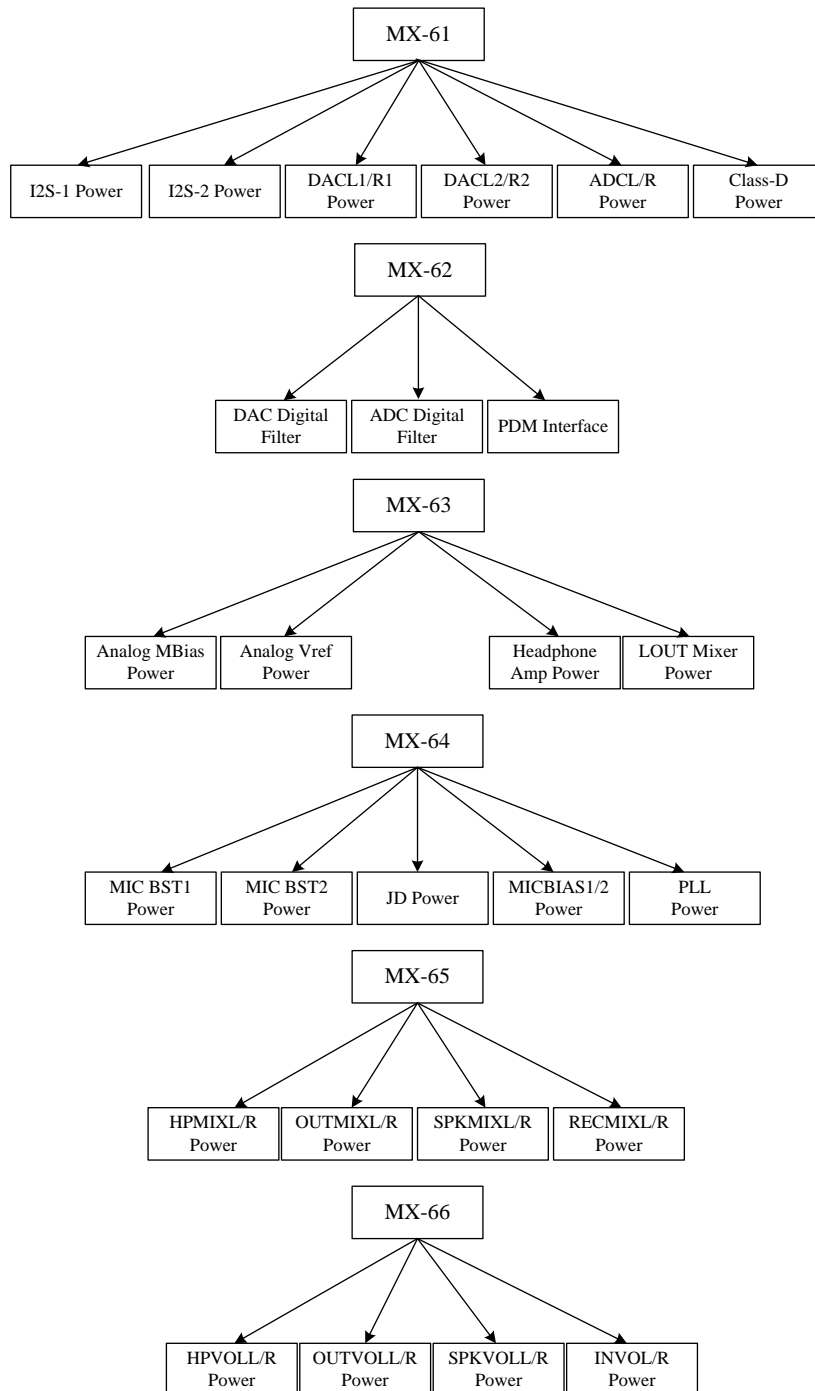 MX-61
I2S-1 Power
I2S-2 Power
DACL1/R1
Power
DACL2/R2
Power
ADCL/R
Power
Class-D
Power
MX-62
DAC Digital
Filter
ADC Digital
Filter
PDM Interface
MX-63
Analog MBias
Power
Analog Vref
Power
Headphone
Amp Power
LOUT Mixer
Power
MX-64
MIC BST1
Power
MIC BST2
Power
JD Power
MICBIAS1/2
Power
PLL
Power
MX-65
HPMIXL/R
Power
OUTMIXL/R
Power
SPKMIXL/R
Power
RECMIXL/R
Power
MX-66
HPVOLL/R
Power
OUTVOLL/R
Power
SPKVOLL/R
Power
INVOL/R
Power